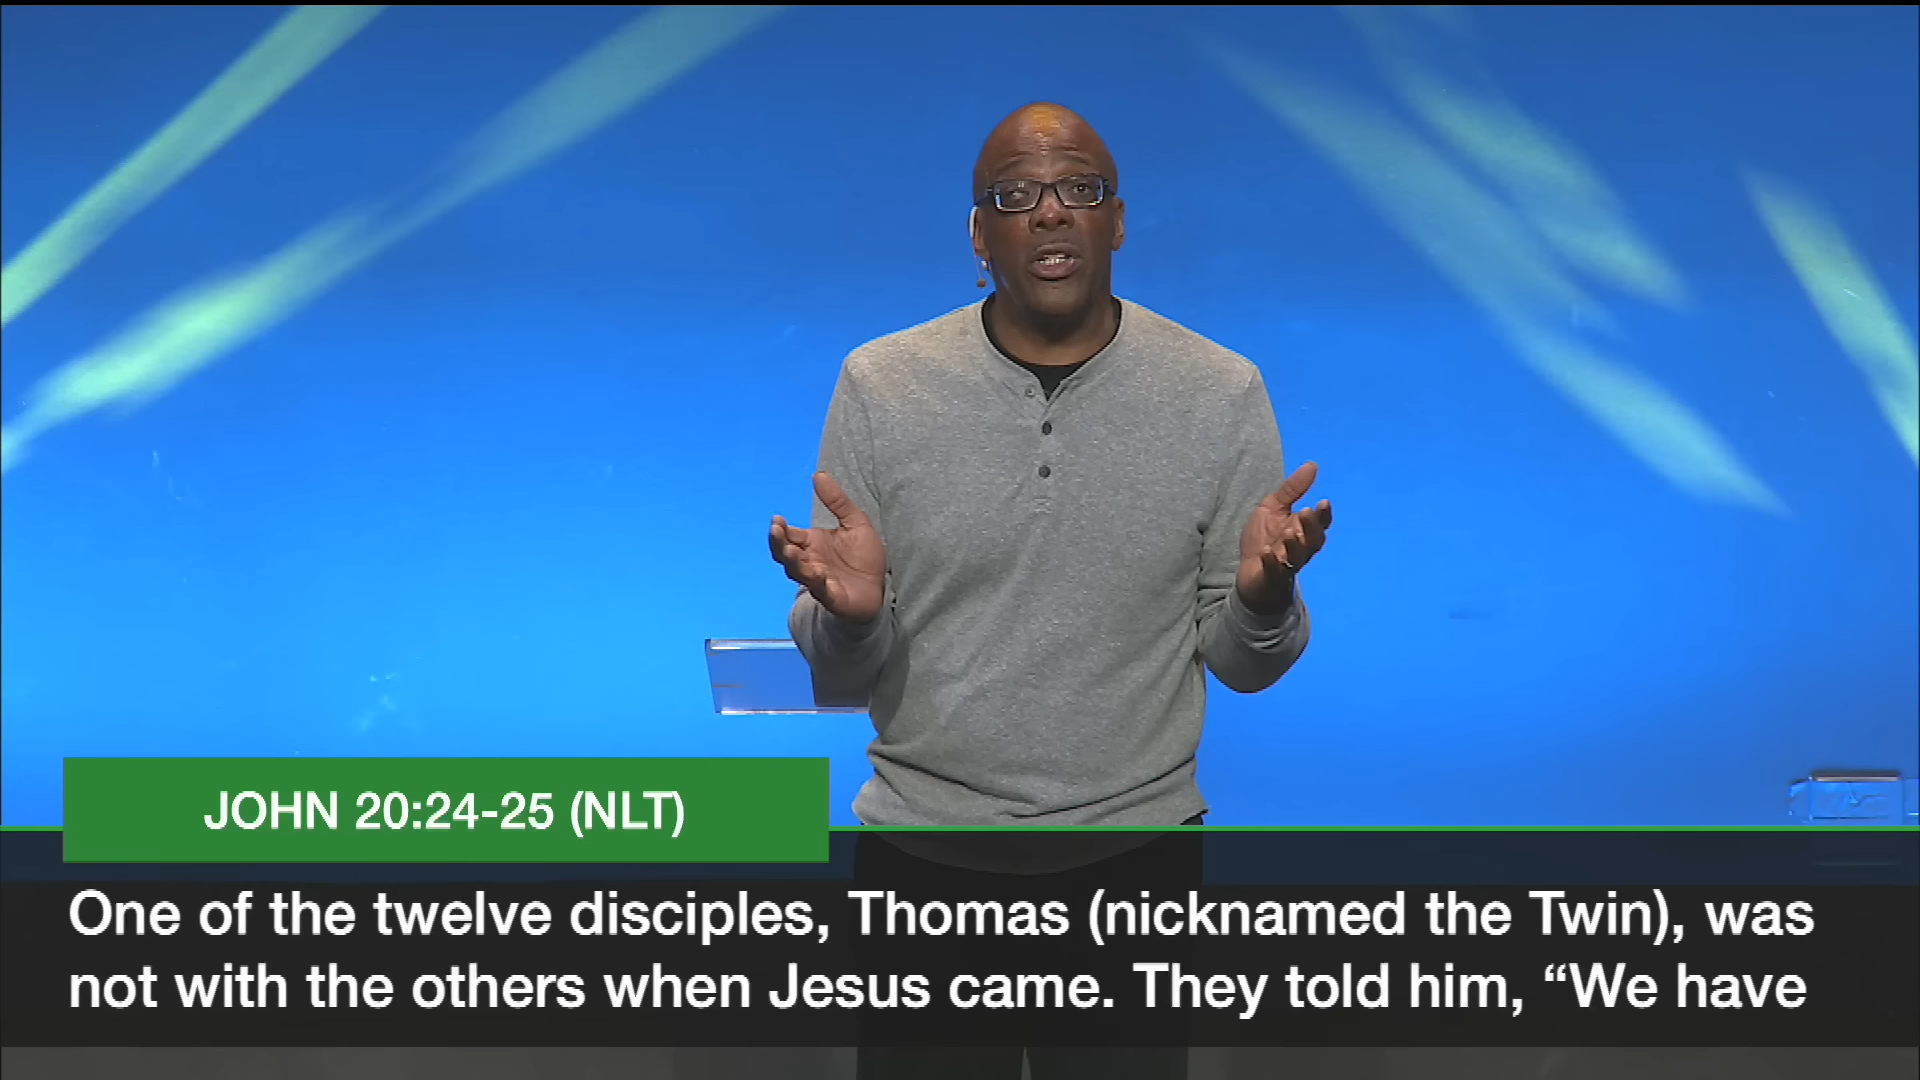 JOHN 20:24-25 (NLT)
One of the twelve disciples, Thomas (nicknamed the Twin), was
not with the others when Jesus came. They told him, “We have